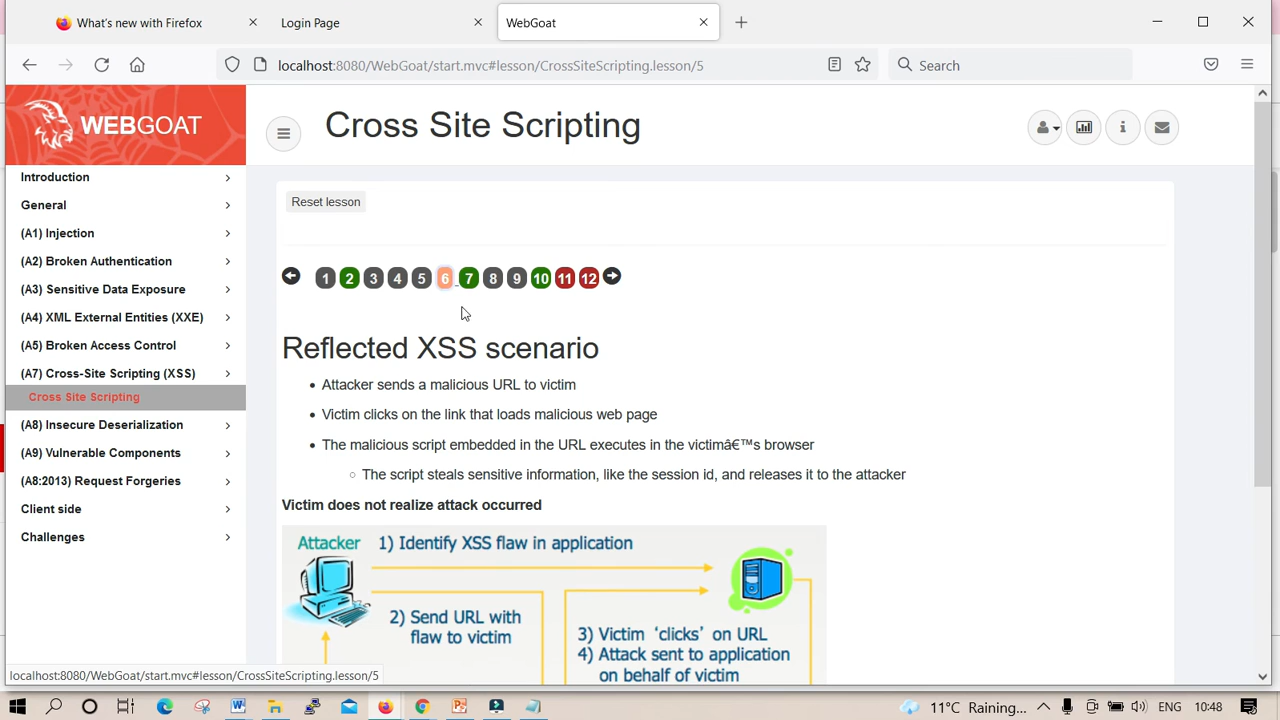 What's new with Firefox
Login Page
WebGoat
localhost:8080/WebGoat/start.mvc#lesson/CrossSiteScripting.lesson/5
Search
WEBGOAT
Cross Site Scripting
Introduction
General
(A1) Injection
(A2) Broken Authentication
(A3) Sensitive Data Exposure
(A4) XML External Entities (XXE)
(A5) Broken Access Control
(A7) Cross-Site Scripting (XSS)
Cross Site Scripting
(A8) Insecure Deserialization
(A9) Vulnerable Components
(A8:2013) Request Forgeries
Client side
Challenges
Reset lesson
1 2 3 4 5 6 7 8 9 10 11 12
Reflected XSS scenario
• Attacker sends a malicious URL to victim
• Victim clicks on the link that loads malicious web page
• The malicious script embedded in the URL executes in the victimâ€™s browser
◦ The script steals sensitive information, like the session id, and releases it to the attacker
Victim does not realize attack occurred
Attacker
1) Identify XSS flaw in application
2) Send URL with
flaw to victim
3) Victim ‘clicks’ on URL
4) Attack sent to application
on behalf of victim
localhost:8080/WebGoat/start.mvc#lesson/CrossSiteScripting.lesson/5
11°C Raining...
ENG
10:48